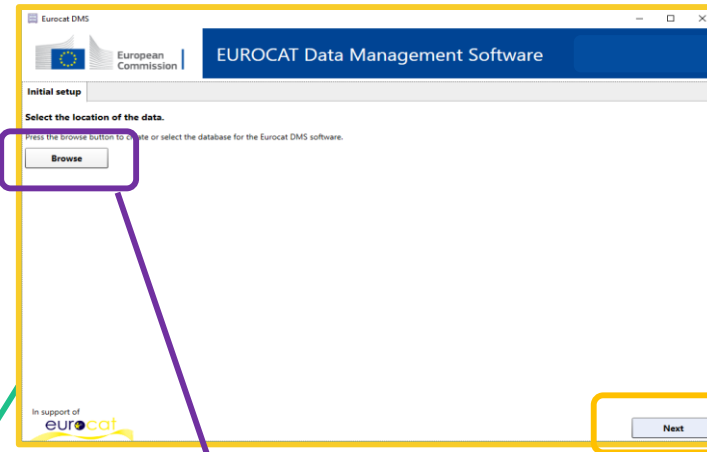 Eurocat DMS
European
Commission
EUROCAT Data Management Software
Initial setup
Select the location of the data.
Press the browse button to create or select the database for the Eurocat DMS software.
Browse
In support of
eurocat
Next